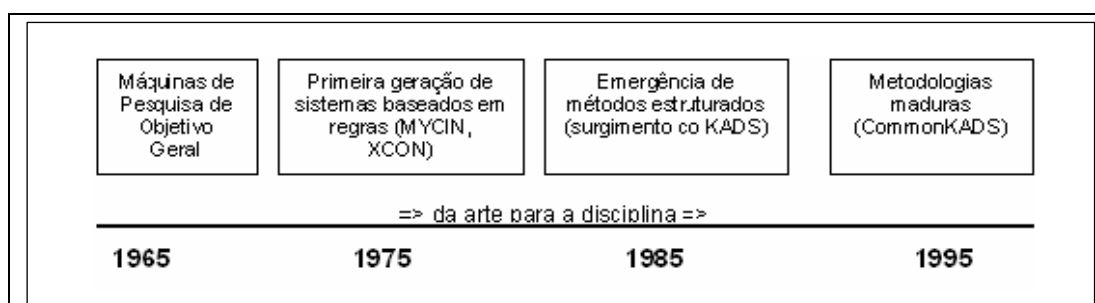 Máquinas de
Pesquisa de
Objetivo
Geral
Primeira geração de
sistemas baseados em
regras (MYCIN,
XCON)
Emergência de
métodos estruturados
(surgimento co KADS)
Metodologias
maduras
(CommonKADS)
=> da arte para a disciplina =>
1965 1975 1985 1995